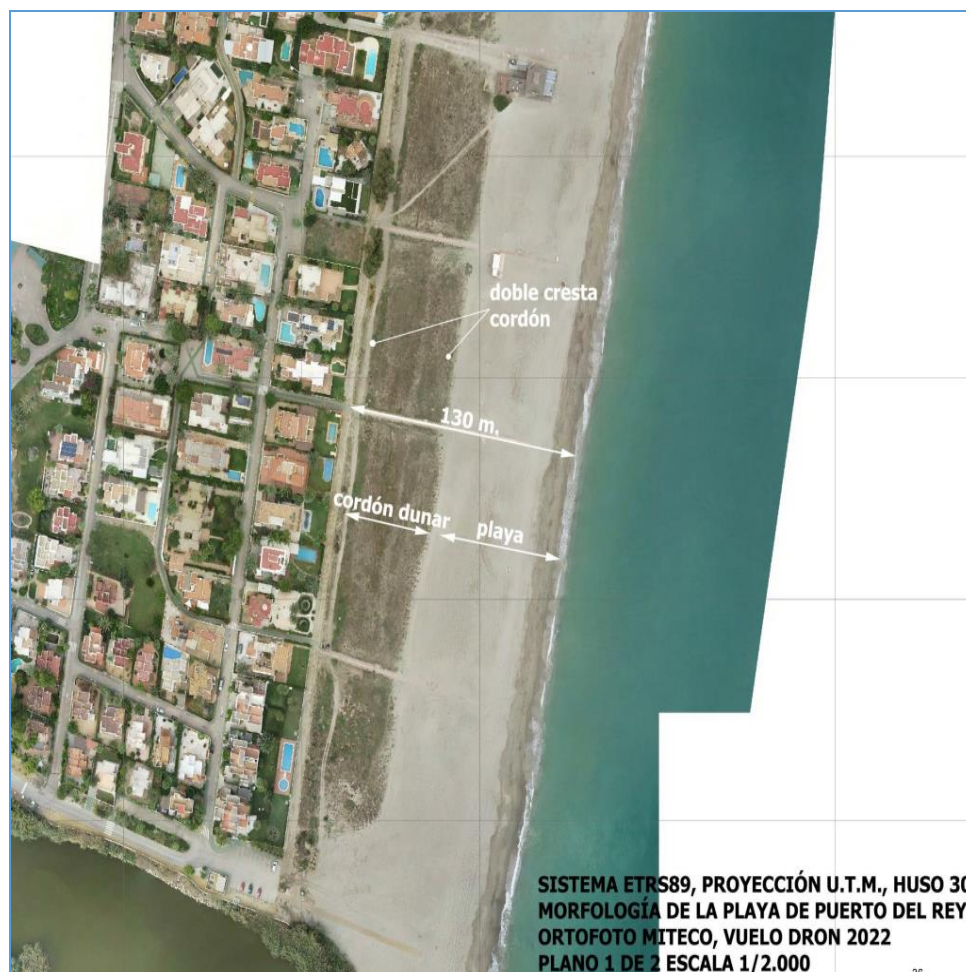 doble cresta
cordón
130 m.
cordón dunar
playa
SISTEMA ETRS89, PROYECCIÓN U.T.M., HUSO 30
MORFOLOGÍA DE LA PLAYA DE PUERTO DEL REY
ORTOFOTO MITECO, VUELO DRON 2022
PLANO 1 DE 2 ESCALA 1/2.000